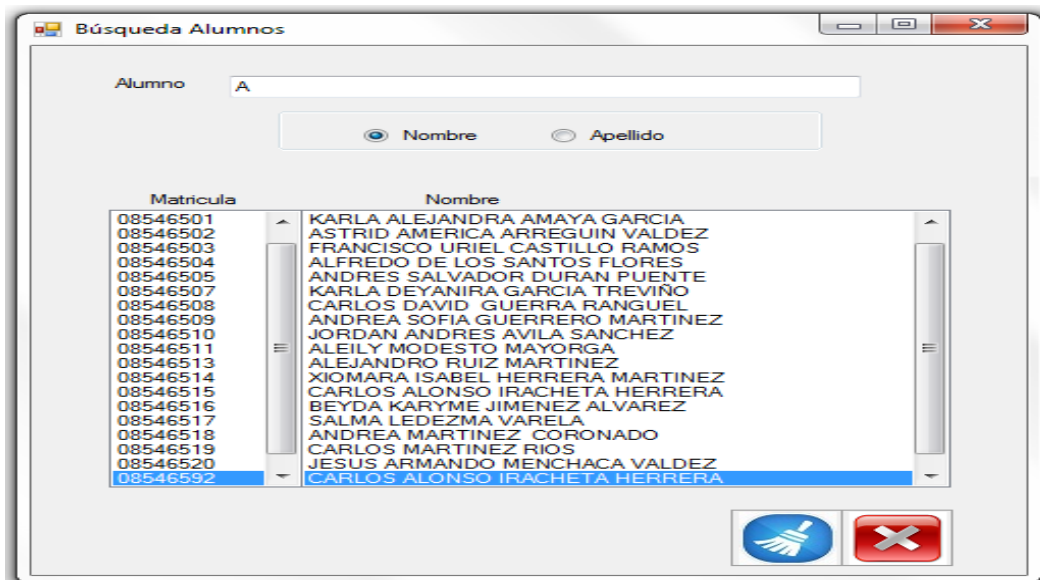 Búsqueda Alumnos
Alumno A
Nombre Apellido
Matricula Nombre
08546501 KARLA ALEJANDRA AMAYA GARCIA
08546502 ASTRID AMERICA ARREGUIN VALDEZ
08546503 FRANCISCO URIEL CASTILLO RAMOS
08546504 ALFREDO DE LOS SANTOS FLORES
08546505 ANDRES SALVADOR DURAN PUENTE
08546507 KARLA DEYANIRA GARCIA TREVIÑO
08546508 CARLOS DAVID GUERRA RANGUEL
08546509 ANDREA SOFIA GUERRERO MARTINEZ
08546510 JORDAN ANDRES AVILA SANCHEZ
08546511 ALEILY MODESTO MAYORGA
08546513 ALEJANDRO RUIZ MARTINEZ
08546514 XIOMARA ISABEL HERRERA MARTINEZ
08546515 CARLOS ALONSO IRACHETA HERRERA
08546516 BEYDA KARYME JIMENEZ ALVAREZ
08546517 SALMA LEDEZMA VARELA
08546518 ANDREA MARTINEZ CORONADO
08546519 CARLOS MARTINEZ RIOS
08546520 JESUS ARMANDO MENCHACA VALDEZ
08546592 CARLOS ALONSO IRACHETA HERRERA